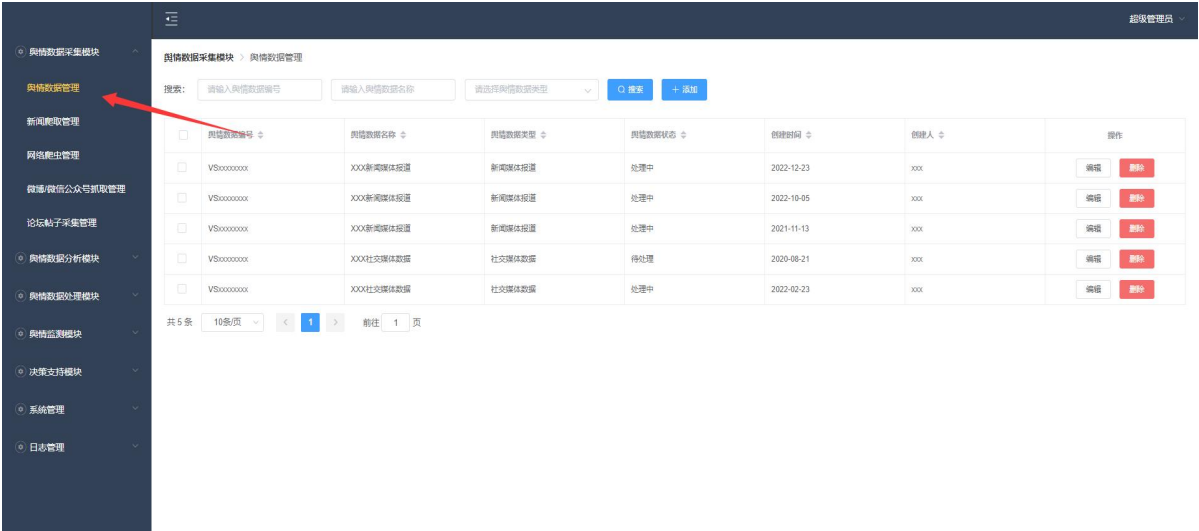 超级管理员
舆情数据采集模块
舆情数据管理
新闻爬取管理
网络爬虫管理
微博/微信公众号抓取管理
论坛帖子采集管理
舆情数据分析模块
舆情数据处理模块
舆情监测模块
决策支持模块
系统管理
日志管理
舆情数据采集模块 > 舆情数据管理
搜索: 请输入舆情数据编号 请输入舆情数据名称 请选择舆情数据类型 搜索 + 添加
舆情数据编号 舆情数据名称 舆情数据类型 舆情数据状态 创建时间 创建人 操作
VSxxxxxxxx XXX新闻媒体报道 新闻媒体报道 处理中 2022-12-23 xxx 编辑 删除
VSxxxxxxxx XXX新闻媒体报道 新闻媒体报道 处理中 2022-10-05 xxx 编辑 删除
VSxxxxxxxx XXX新闻媒体报道 新闻媒体报道 处理中 2021-11-13 xxx 编辑 删除
VSxxxxxxxx XXX社交媒体数据 社交媒体数据 待处理 2020-08-21 xxx 编辑 删除
VSxxxxxxxx XXX社交媒体数据 社交媒体数据 处理中 2022-02-23 xxx 编辑 删除
共 5 条 10条/页 < 1 > 前往 1 页